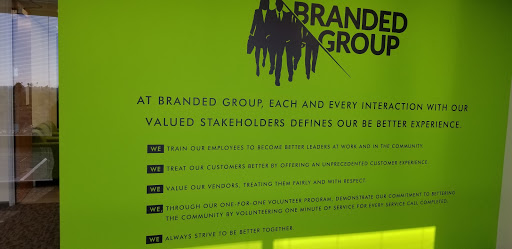 BRANDED
GROUP
AT BRANDED GROUP, EACH AND EVERY INTERACTION WITH OUR
VALUED STAKEHOLDERS DEFINES OUR BE BETTER EXPERIENCE.
WE TRAIN OUR EMPLOYEES TO BECOME BETTER LEADERS AT WORK AND IN THE COMMUNITY.
WE TREAT OUR CUSTOMERS BETTER BY OFFERING AN UNPRECEDENTED CUSTOMER EXPERIENCE.
WE VALUE OUR VENDORS, TREATING THEM FAIRLY AND WITH RESPECT.
WE, THROUGH OUR ONE-FOR-ONE VOLUNTEER PROGRAM, DEMONSTRATE OUR COMMITMENT TO BETTERING
THE COMMUNITY BY VOLUNTEERING ONE MINUTE OF SERVICE FOR EVERY SERVICE CALL COMPLETED.
WE ALWAYS STRIVE TO BE BETTER TOGETHER.